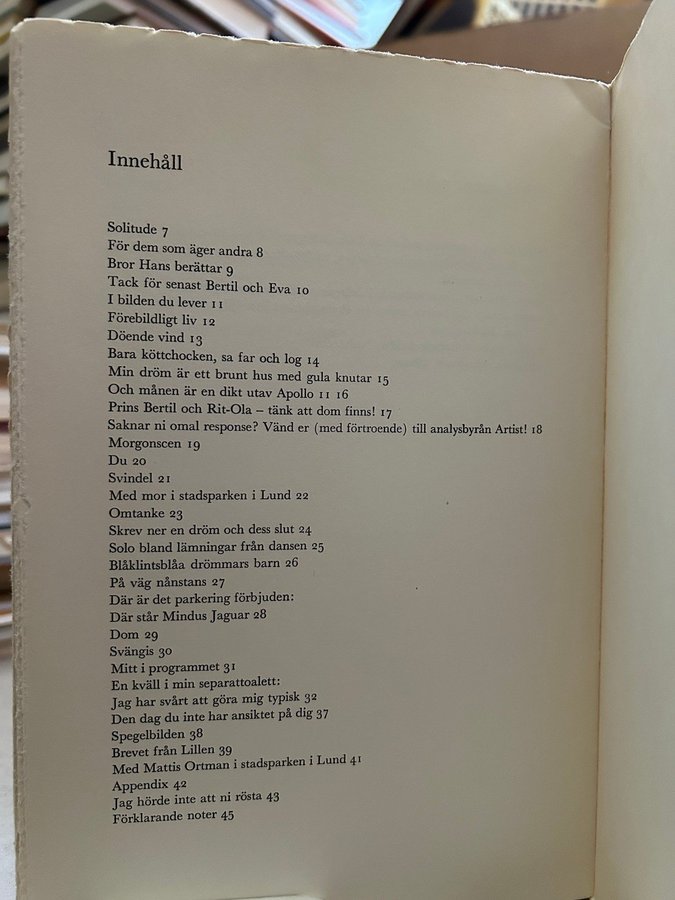 Innehåll
Solitude 7
För dem som äger andra 8
Bror Hans berättar 9
Tack för senast Bertil och Eva 10
I bilden du lever 11
Förebildligt liv 12
Döende vind 13
Bara köttchocken, sa far och log 14
Min dröm är ett brunt hus med gula knutar 15
Och månen är en dikt utav Apollo 11 16
Prins Bertil och Rit-Ola – tänk att dom finns! 17
Saknar ni omal response? Vänd er (med förtroende) till analysbyrån Artist! 18
Morgonscen 19
Du 20
Svindel 21
Med mor i stadsparken i Lund 22
Omtanke 23
Skrev ner en dröm och dess slut 24
Solo bland lämningar från dansen 25
Blåklintsblåa drömmars barn 26
På väg nånstans 27
Där är det parkering förbjuden:
Där står Mindus Jaguar 28
Dom 29
Svängis 30
Mitt i programmet 31
En kväll i min separattoalett:
Jag har svårt att göra mig typisk 32
Den dag du inte har ansiktet på dig 37
Spegelbilden 38
Brevet från Lillen 39
Med Mattis Ortman i stadsparken i Lund 41
Appendix 42
Jag hörde inte att ni rösta 43
Förklarande noter 45